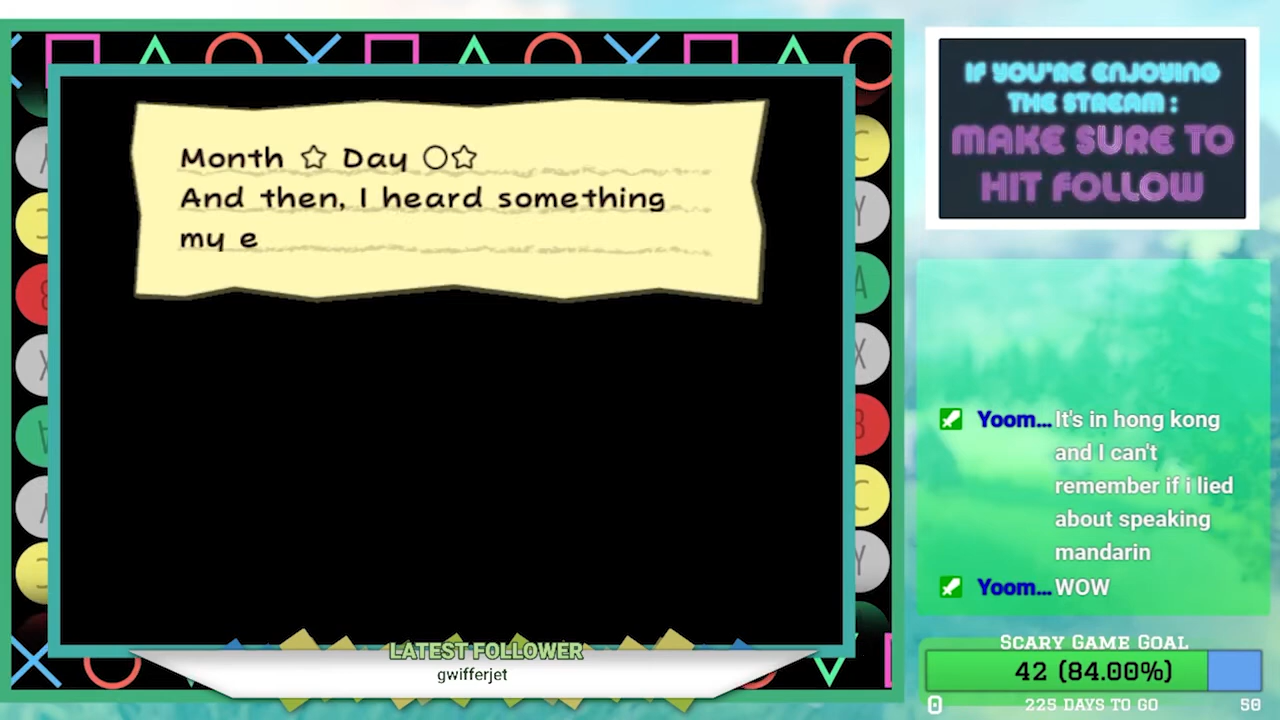 Month ☆ Day ○☆
And then, I heard something
my e
IF YOU'RE ENJOYING
THE STREAM :
MAKE SURE TO
HIT FOLLOW
Yoom... It's in hong kong
and I can't
remember if i lied
about speaking
mandarin
Yoom... WOW
LATEST FOLLOWER
gwifferjet
SCARY GAME GOAL
42 (84.00%)
0 225 DAYS TO GO 50